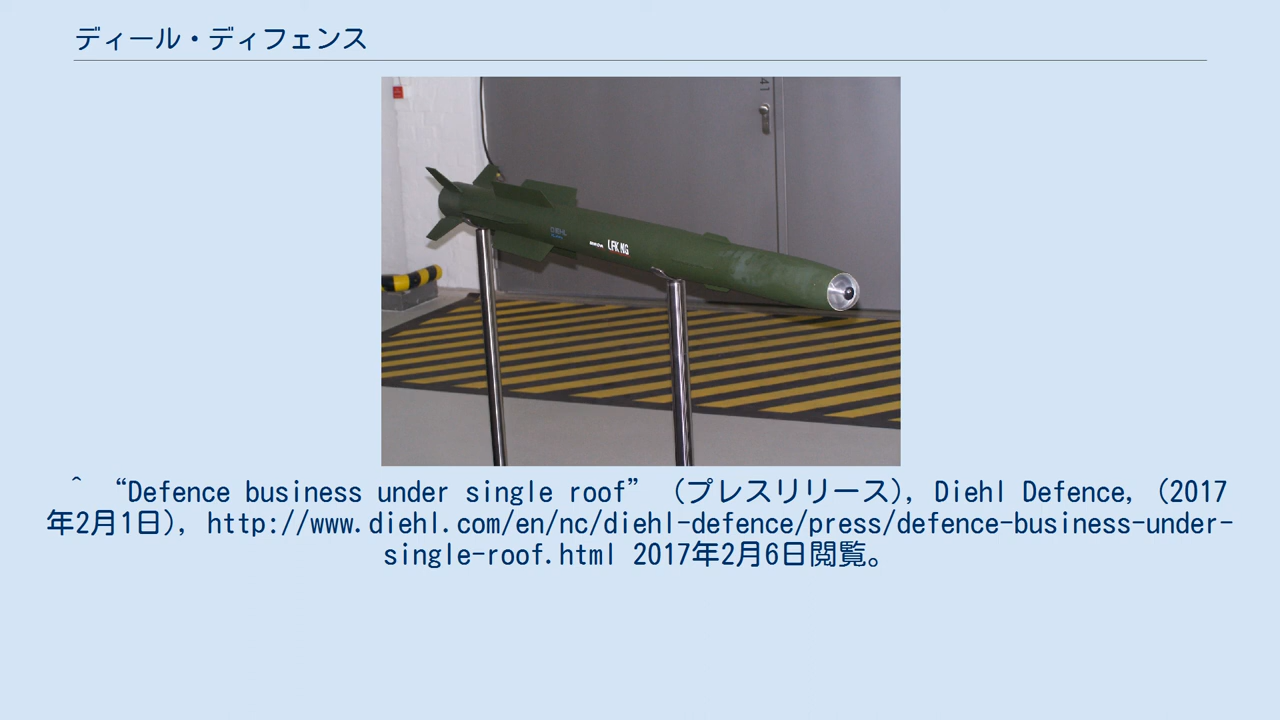 ディール・ディフェンス
41
DIEHL
LFK NG
^ “Defence business under single roof” (プレスリリース), Diehl Defence, (2017
年2月1日), http://www.diehl.com/en/nc/diehl-defence/press/defence-business-under-
single-roof.html 2017年2月6日閲覧。